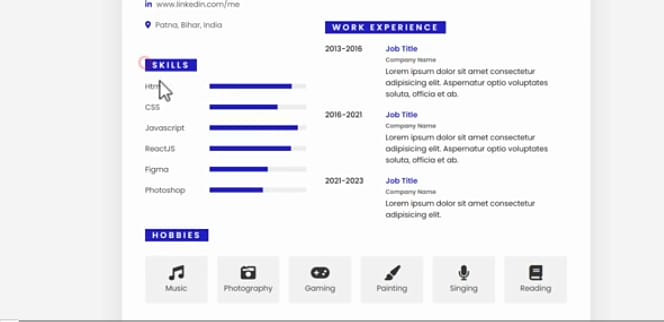 www.linkedin.com/me
Patna, Bihar, India
SKILLS
Html
CSS
Javascript
ReactJS
Figma
Photoshop
WORK EXPERIENCE
2013-2016
Job Title
Company Name
Lorem ipsum dolor sit amet consectetur
adipisicing elit. Aspernatur optio voluptates
soluta, officia et ab.
2016-2021
Job Title
Company Name
Lorem ipsum dolor sit amet consectetur
adipisicing elit. Aspernatur optio voluptates
soluta, officia et ab.
2021-2023
Job Title
Company Name
Lorem ipsum dolor sit amet consectetur
adipisicing elit.
HOBBIES
Music
Photography
Gaming
Painting
Singing
Reading